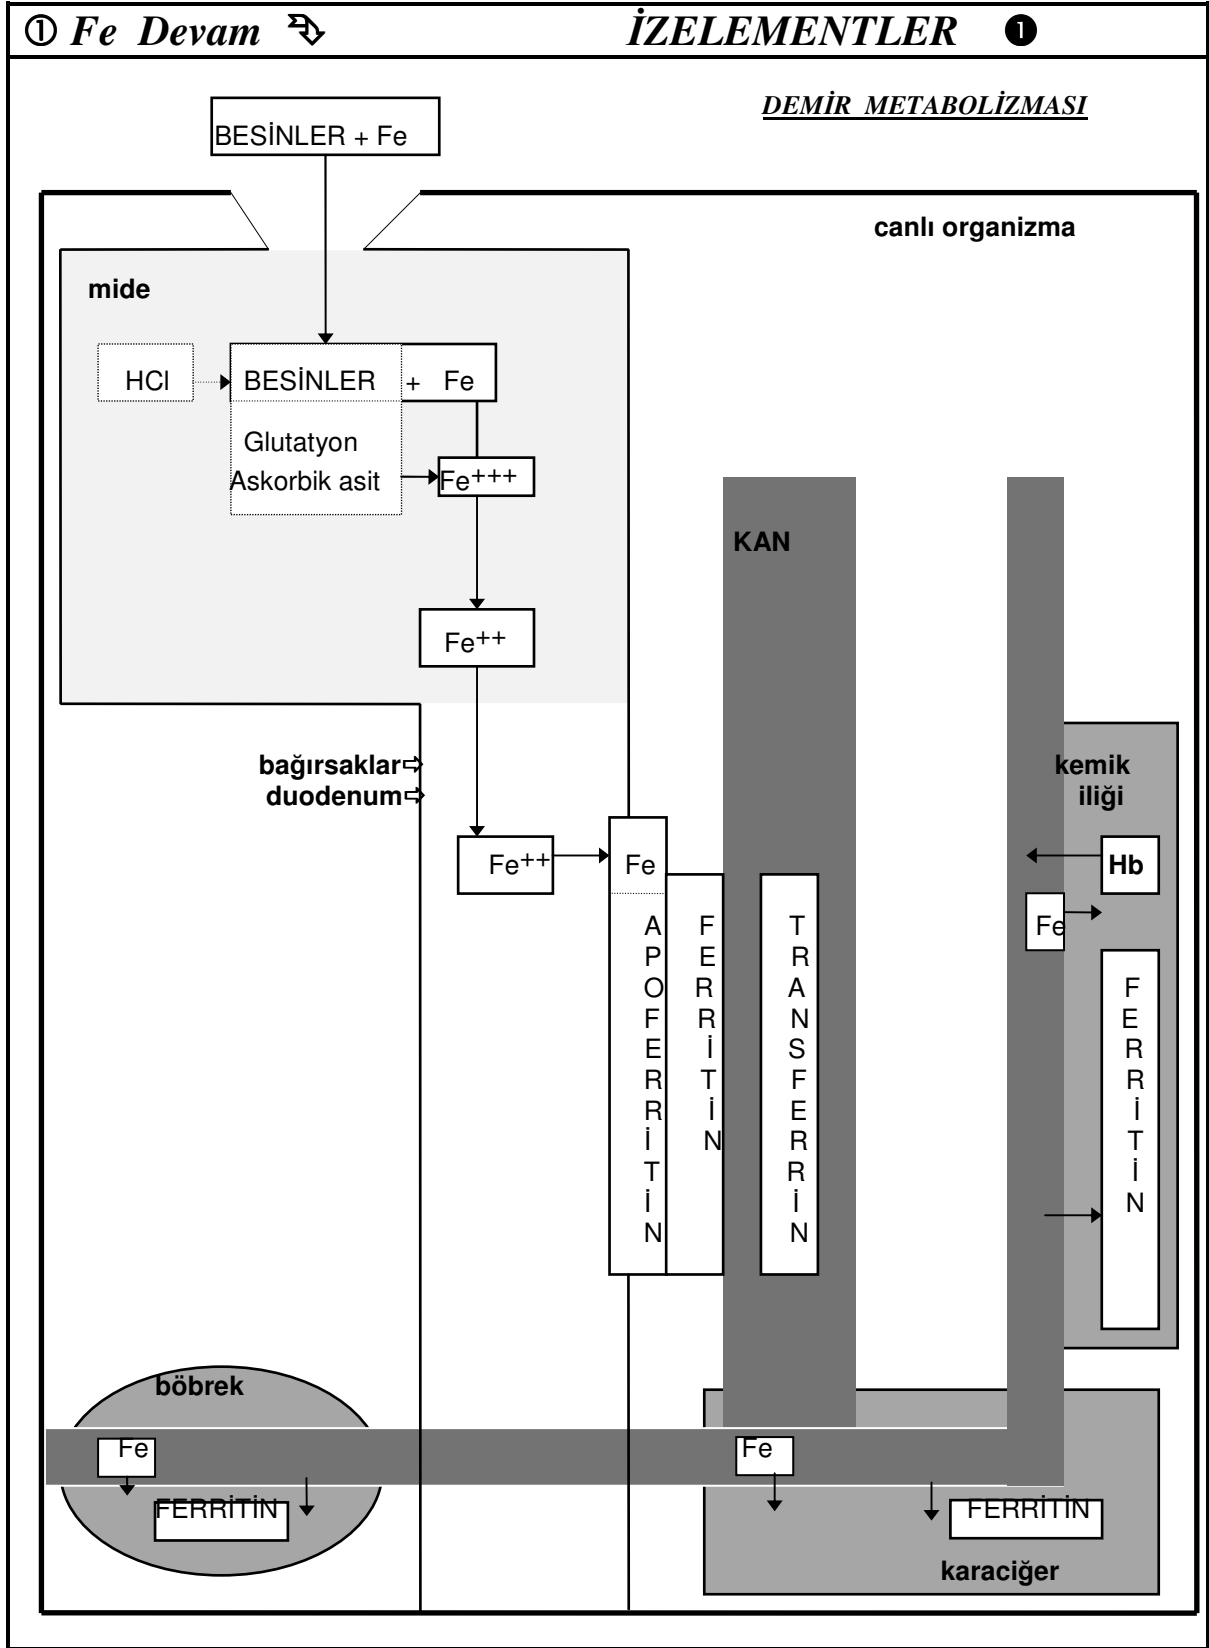 ① Fe Devam İZELEMENTLER ❶
DEMİR METABOLİZMASI
BESİNLER + Fe
canlı organizma
mide
HCl BESİNLER + Fe
Glutatyon
Askorbik asit Fe+++
KAN
Fe++
bağırsaklar⇨
duodenum⇨
kemik
iliği
Fe++ Fe
Hb
Fe
APOFERRİTİN
FERRİTİN
TRANSFERRİN
FERRİTİN
böbrek
Fe
FERRİTİN
Fe
FERRİTİN
karaciğer